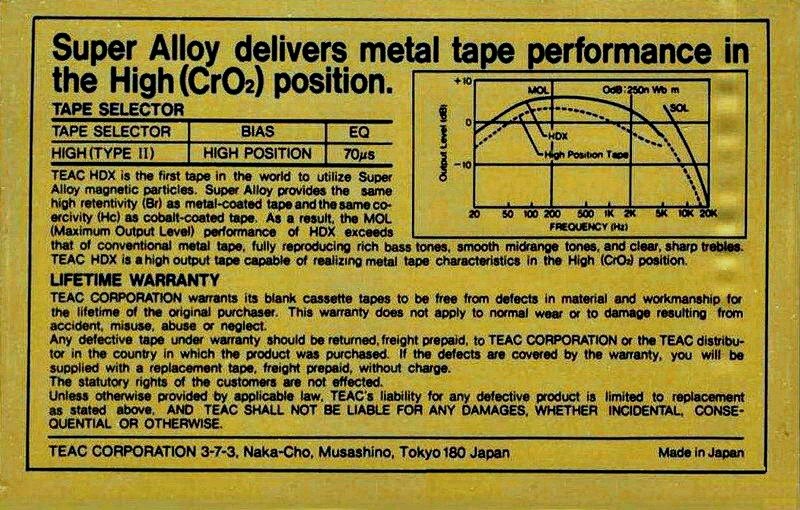 Super Alloy delivers metal tape performance in
the High (CrO₂) position.
TAPE SELECTOR
TAPE SELECTOR BIAS EQ
HIGH (TYPE II) HIGH POSITION 70μs
+10
0
-10
Output Level (dB)
MOL
OdB:250n Wb m
SOL
HDX
High Position Tape
20 50 100 200 500 1K 2K 5K 10K 20K
FREQUENCY (Hz)
TEAC HDX is the first tape in the world to utilize Super
Alloy magnetic particles. Super Alloy provides the same
high retentivity (Br) as metal-coated tape and the same co-
ercivity (Hc) as cobalt-coated tape. As a result, the MOL
(Maximum Output Level) performance of HDX exceeds
that of conventional metal tape, fully reproducing rich bass tones, smooth midrange tones, and clear, sharp trebles.
TEAC HDX is a high output tape capable of realizing metal tape characteristics in the High (CrO₂) position.
LIFETIME WARRANTY
TEAC CORPORATION warrants its blank cassette tapes to be free from defects in material and workmanship for
the lifetime of the original purchaser. This warranty does not apply to normal wear or to damage resulting from
accident, misuse, abuse or neglect.
Any defective tape under warranty should be returned, freight prepaid, to TEAC CORPORATION or the TEAC distribu-
tor in the country in which the product was purchased. If the defects are covered by the warranty, you will be
supplied with a replacement tape, freight prepaid, without charge.
The statutory rights of the customers are not effected.
Unless otherwise provided by applicable law, TEAC's liability for any defective product is limited to replacement
as stated above, AND TEAC SHALL NOT BE LIABLE FOR ANY DAMAGES, WHETHER INCIDENTAL, CONSE-
QUENTIAL OR OTHERWISE.
TEAC CORPORATION 3-7-3, Naka-Cho, Musashino, Tokyo 180 Japan Made in Japan